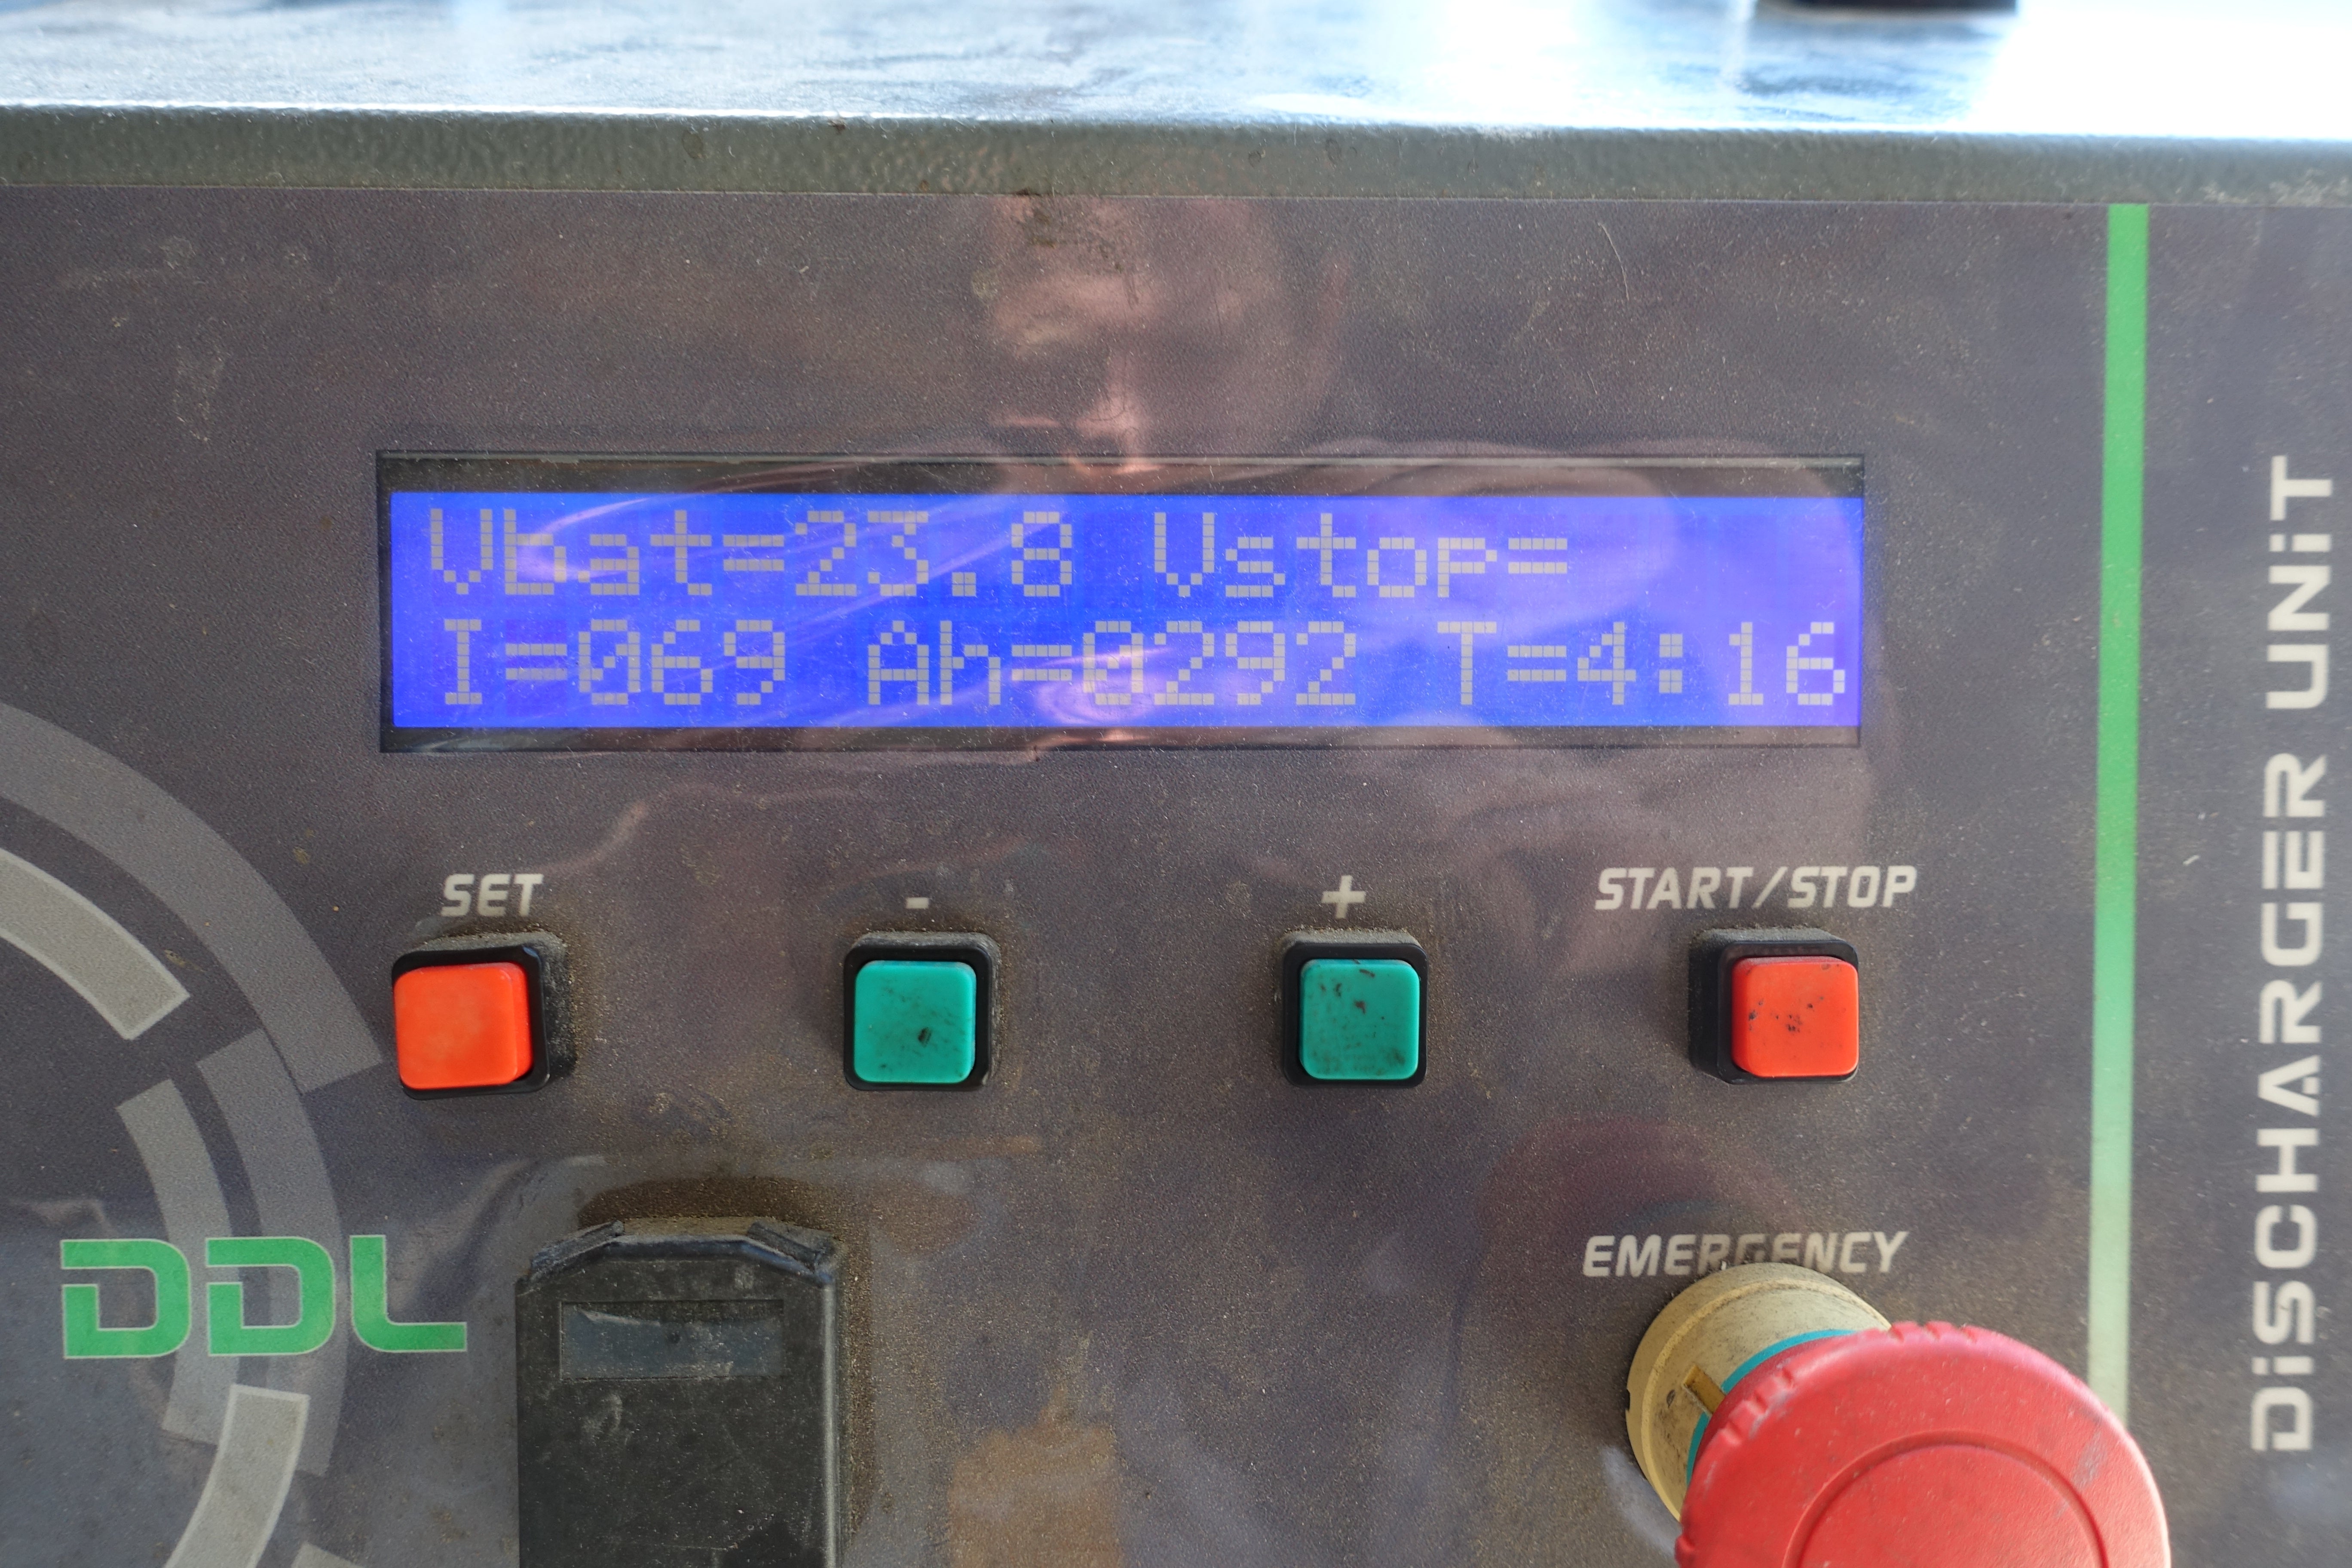 Vbat=23.8 Vstop=
I=069 Ah=0292 T=4:16
SET
-
+
START/STOP
EMERGENCY
DDL
DiSCHARGER UNiT